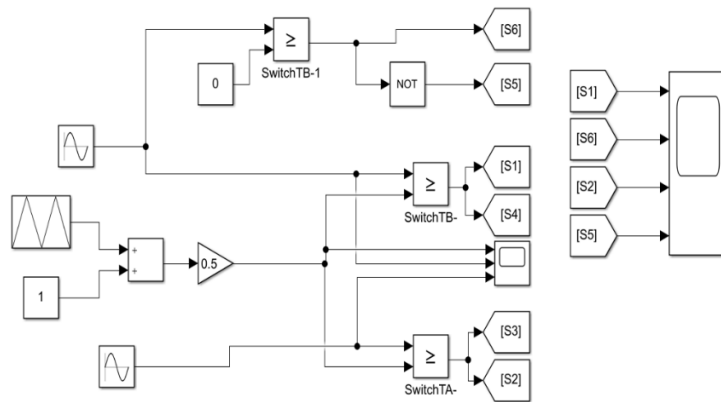 ≥
[S6]
0
SwitchTB-1
NOT
[S5]
[S1]
[S6]
[S2]
[S5]
≥
[S1]
SwitchTB-
[S4]
+
+
0.5
1
≥
[S3]
SwitchTA-
[S2]